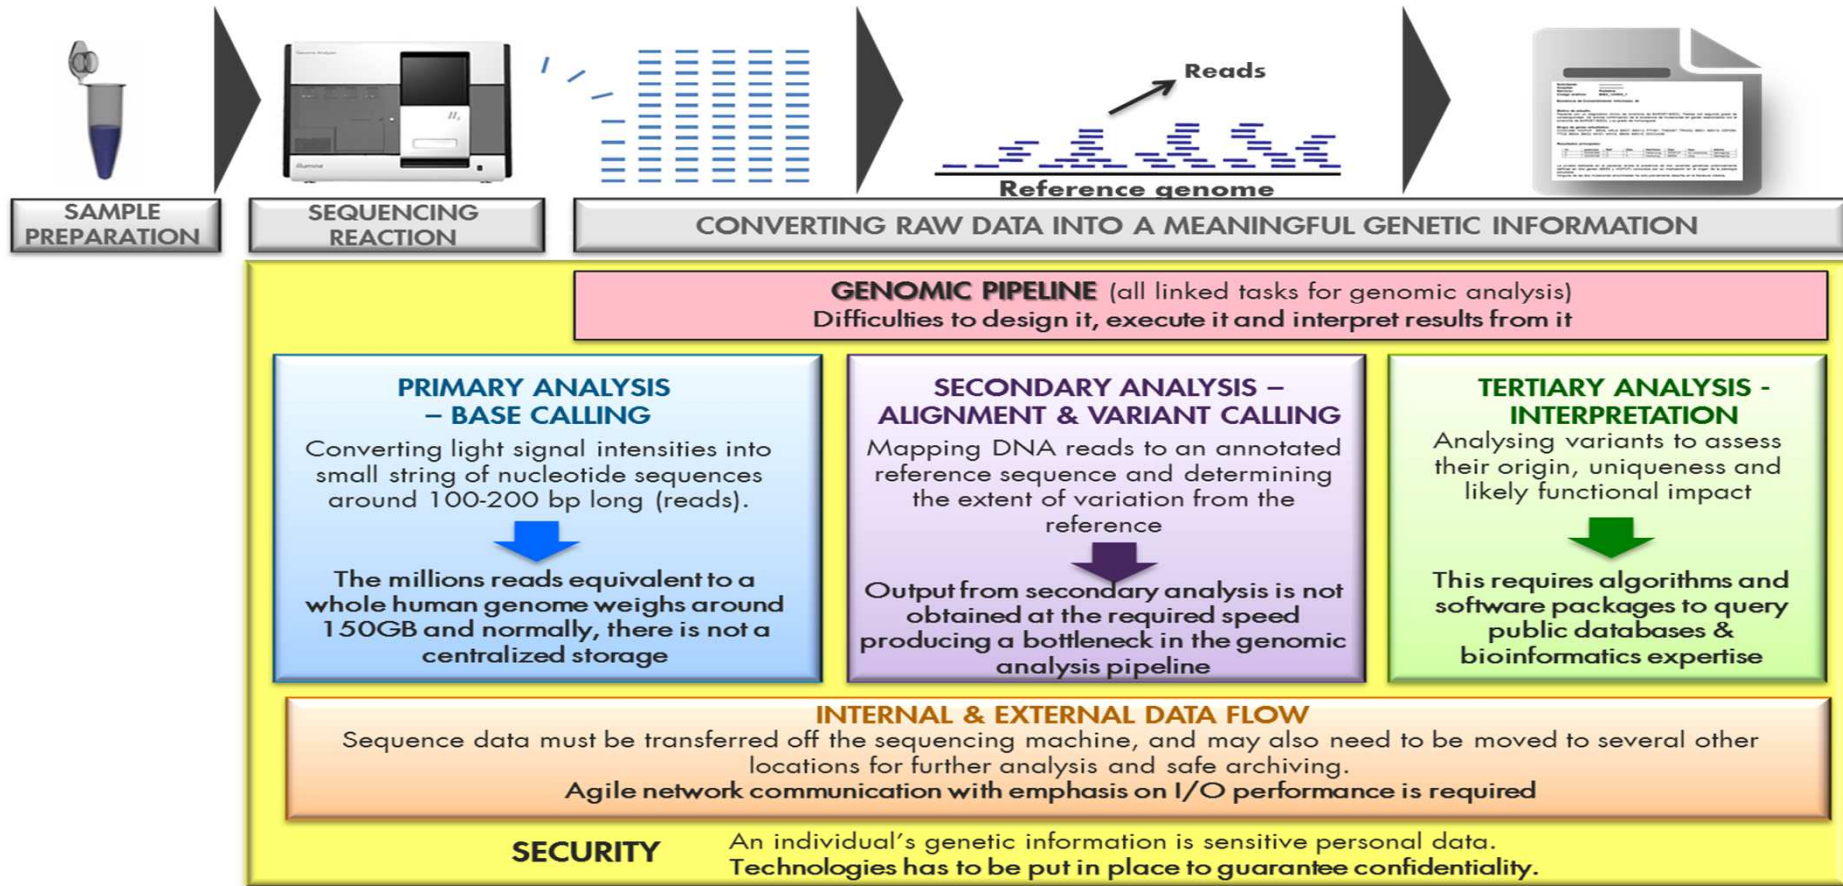 Genome Analyzer
IIx
illumina
Reads
Reference genome
SAMPLE
PREPARATION
SEQUENCING
REACTION
CONVERTING RAW DATA INTO A MEANINGFUL GENETIC INFORMATION
GENOMIC PIPELINE (all linked tasks for genomic analysis)
Difficulties to design it, execute it and interpret results from it
PRIMARY ANALYSIS
– BASE CALLING
Converting light signal intensities into
small string of nucleotide sequences
around 100-200 bp long (reads).
The millions reads equivalent to a
whole human genome weighs around
150GB and normally, there is not a
centralized storage
SECONDARY ANALYSIS –
ALIGNMENT & VARIANT CALLING
Mapping DNA reads to an annotated
reference sequence and determining
the extent of variation from the
reference
Output from secondary analysis is not
obtained at the required speed
producing a bottleneck in the genomic
analysis pipeline
TERTIARY ANALYSIS -
INTERPRETATION
Analysing variants to assess
their origin, uniqueness and
likely functional impact
This requires algorithms and
software packages to query
public databases &
bioinformatics expertise
INTERNAL & EXTERNAL DATA FLOW
Sequence data must be transferred off the sequencing machine, and may also need to be moved to several other
locations for further analysis and safe archiving.
Agile network communication with emphasis on I/O performance is required
SECURITY
An individual's genetic information is sensitive personal data.
Technologies has to be put in place to guarantee confidentiality.